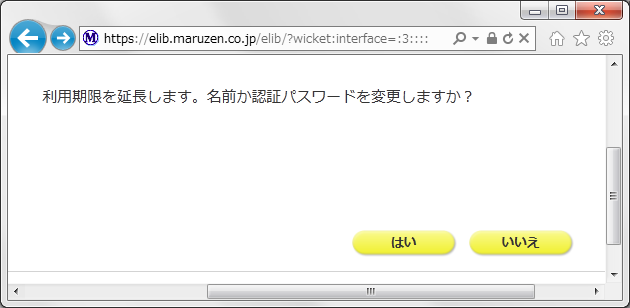 https://elib.maruzen.co.jp/elib/?wicket:interface=:3::::
利用期限を延長します。名前か認証パスワードを変更しますか？
はい いいえ